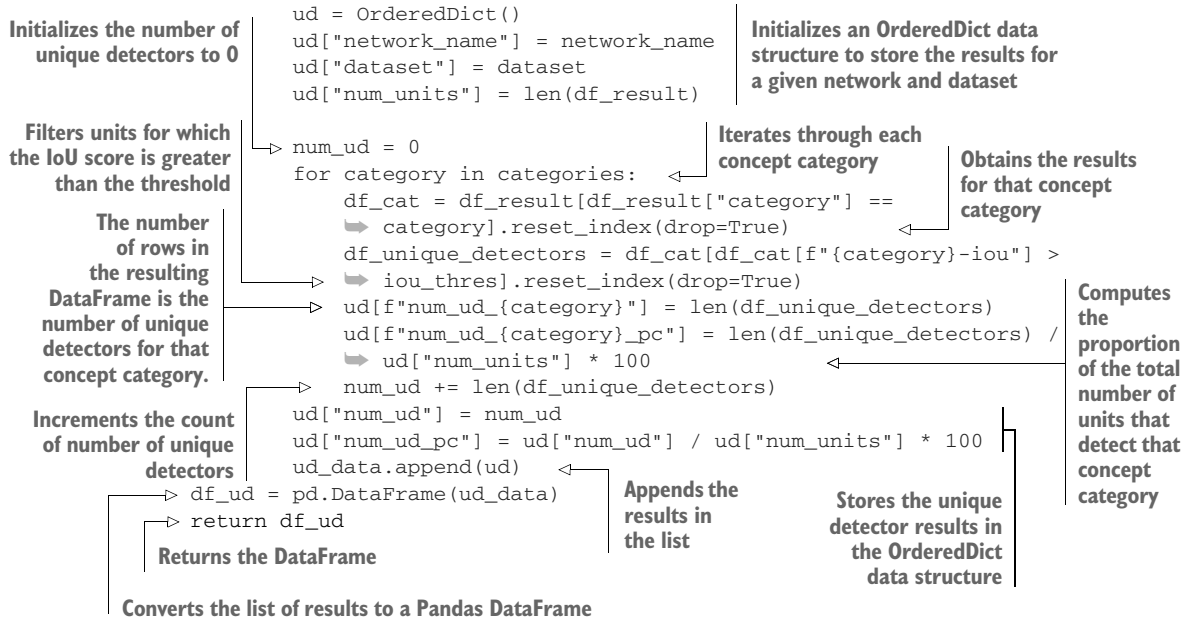 ud = OrderedDict()
ud["network_name"] = network_name
ud["dataset"] = dataset
ud["num_units"] = len(df_result)
Initializes the number of
unique detectors to 0
Initializes an OrderedDict data
structure to store the results for
a given network and dataset
Filters units for which
the IoU score is greater
than the threshold
num_ud = 0
for category in categories:
Iterates through each
concept category
Obtains the results
for that concept
category
df_cat = df_result[df_result["category"] ==
➥ category].reset_index(drop=True)
df_unique_detectors = df_cat[df_cat[f"{category}-iou"] >
➥ iou_thres].reset_index(drop=True)
The number
of rows in
the resulting
DataFrame is the
number of unique
detectors for that
concept category.
ud[f"num_ud_{category}"] = len(df_unique_detectors)
ud[f"num_ud_{category}_pc"] = len(df_unique_detectors) /
➥ ud["num_units"] * 100
Computes
the
proportion
of the total
number of
units that
detect that
concept
category
num_ud += len(df_unique_detectors)
Increments the count
of number of unique
detectors
ud["num_ud"] = num_ud
ud["num_ud_pc"] = ud["num_ud"] / ud["num_units"] * 100
ud_data.append(ud)
Appends the
results in
the list
Stores the unique
detector results in
the OrderedDict
data structure
df_ud = pd.DataFrame(ud_data)
return df_ud
Returns the DataFrame
Converts the list of results to a Pandas DataFrame